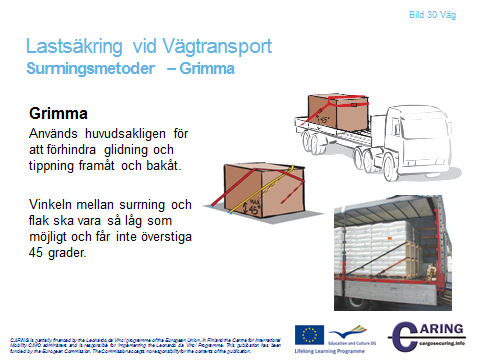 Bild 30 Väg
Lastsäkring vid Vägtransport
Surrningsmetoder – Grimma
Grimma
Används huvudsakligen för
att förhindra glidning och
tippning framåt och bakåt.
Vinkeln mellan surrning och
flak ska vara så låg som
möjligt och får inte överstiga
45 grader.
MAX
45°
CARING is partially financed by the Leonardo da Vinci programme of the European Union. In Finland the Centre for International
Mobility CIMO administers and is responsible for implementing the Leonardo da Vinci Programme. This publication has been
funded by the European Commission. The Commission accepts no responsibility for the contents of the publication.
Education and Culture DG
Lifelong Learning Programme
CARING
cargosecuring.info